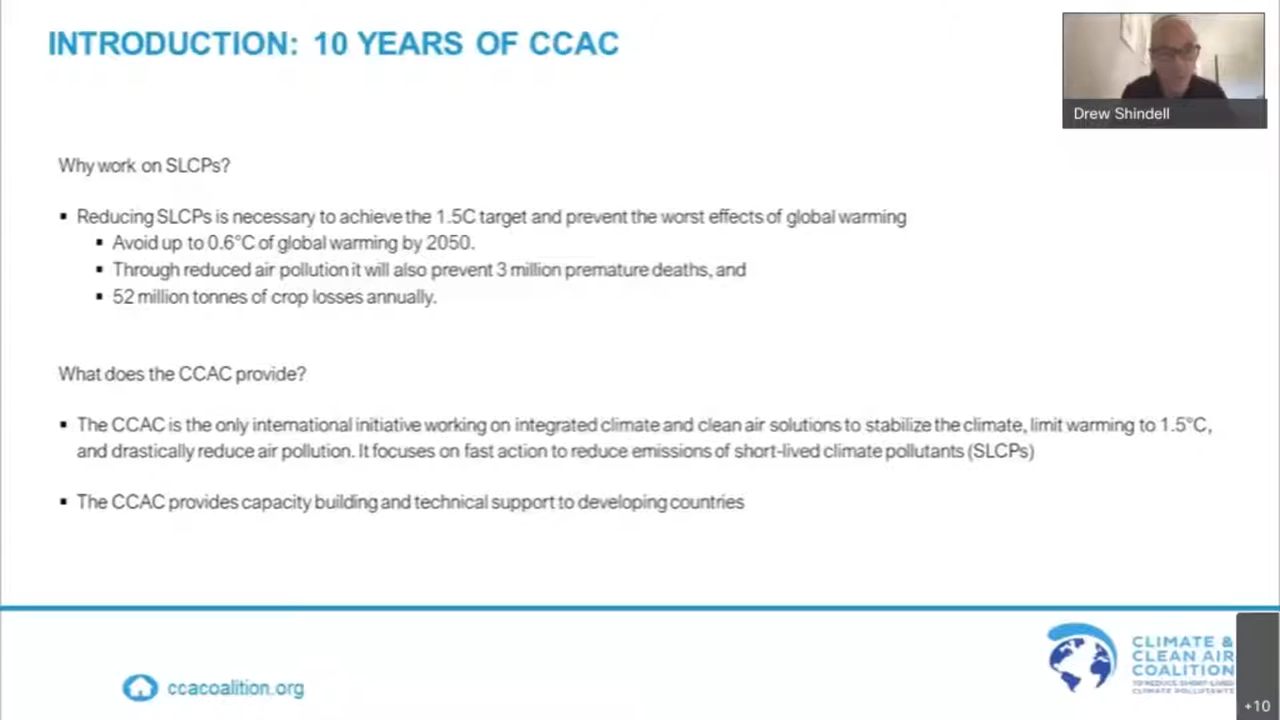 INTRODUCTION: 10 YEARS OF CCAC
Drew Shindell
Why work on SLCPs?
▪ Reducing SLCPs is necessary to achieve the 1.5C target and prevent the worst effects of global warming
▪ Avoid up to 0.6°C of global warming by 2050.
▪ Through reduced air pollution it will also prevent 3 million premature deaths, and
▪ 52 million tonnes of crop losses annually.
What does the CCAC provide?
▪ The CCAC is the only international initiative working on integrated climate and clean air solutions to stabilize the climate, limit warming to 1.5°C,
and drastically reduce air pollution. It focuses on fast action to reduce emissions of short-lived climate pollutants (SLCPs)
▪ The CCAC provides capacity building and technical support to developing countries
ccacoalition.org
CLIMATE &
CLEAN AIR
COALITION
TO REDUCE SHORT-LIVED
CLIMATE POLLUTANTS
+10